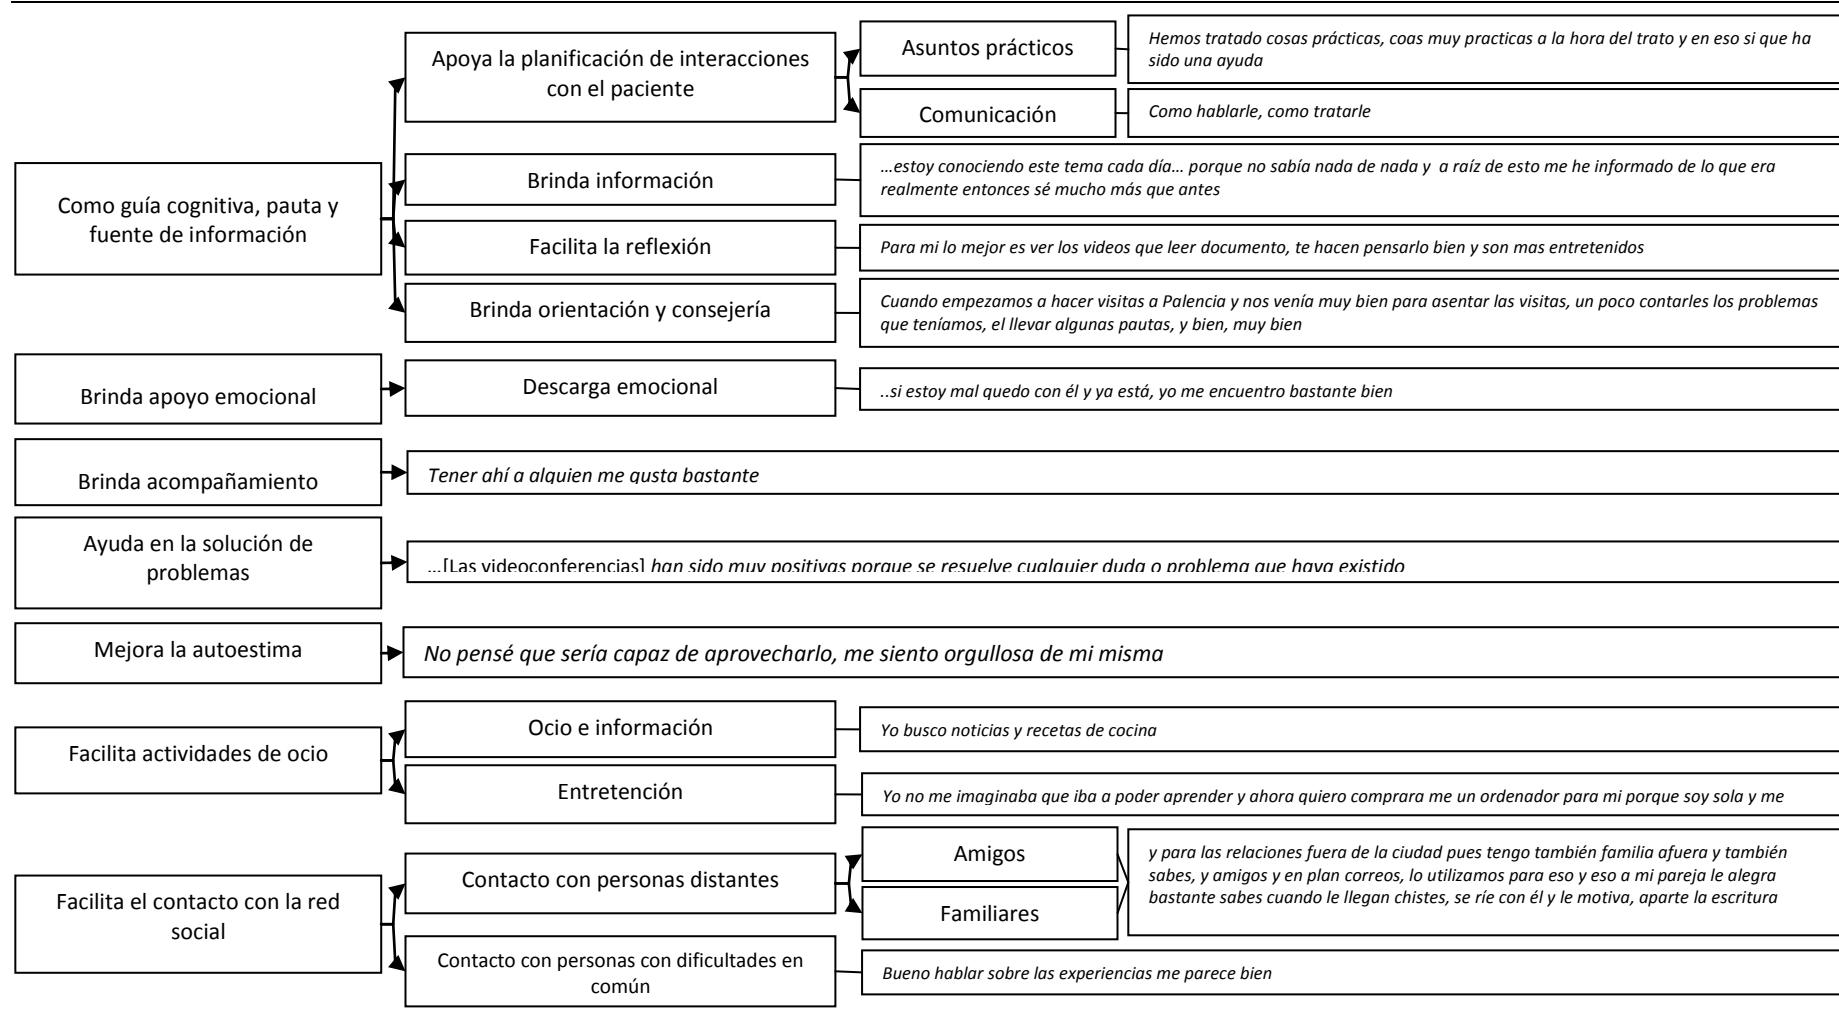 Como guía cognitiva, pauta y
fuente de información
Apoya la planificación de interacciones
con el paciente
Asuntos prácticos
Hemos tratado cosas prácticas, coas muy practicas a la hora del trato y en eso si que ha
sido una ayuda
Comunicación
Como hablarle, como tratarle
Brinda información
...estoy conociendo este tema cada día... porque no sabía nada de nada y a raíz de esto me he informado de lo que era
realmente entonces sé mucho más que antes
Facilita la reflexión
Para mi lo mejor es ver los videos que leer documento, te hacen pensarlo bien y son mas entretenidos
Brinda orientación y consejería
Cuando empezamos a hacer visitas a Palencia y nos venía muy bien para asentar las visitas, un poco contarles los problemas
que teníamos, el llevar algunas pautas, y bien, muy bien
Brinda apoyo emocional
Descarga emocional
..si estoy mal quedo con él y ya está, yo me encuentro bastante bien
Brinda acompañamiento
Tener ahí a alguien me gusta bastante
Ayuda en la solución de
problemas
...[Las videoconferencias] han sido muy positivas porque se resuelve cualquier duda o problema que haya existido
Mejora la autoestima
No pensé que sería capaz de aprovecharlo, me siento orgullosa de mi misma
Facilita actividades de ocio
Ocio e información
Yo busco noticias y recetas de cocina
Entretención
Yo no me imaginaba que iba a poder aprender y ahora quiero comprara me un ordenador para mi porque soy sola y me
Facilita el contacto con la red
social
Contacto con personas distantes
Amigos
Familiares
y para las relaciones fuera de la ciudad pues tengo también familia afuera y también
sabes, y amigos y en plan correos, lo utilizamos para eso y eso a mi pareja le alegra
bastante sabes cuando le llegan chistes, se ríe con él y le motiva, aparte la escritura
Contacto con personas con dificultades en
común
Bueno hablar sobre las experiencias me parece bien